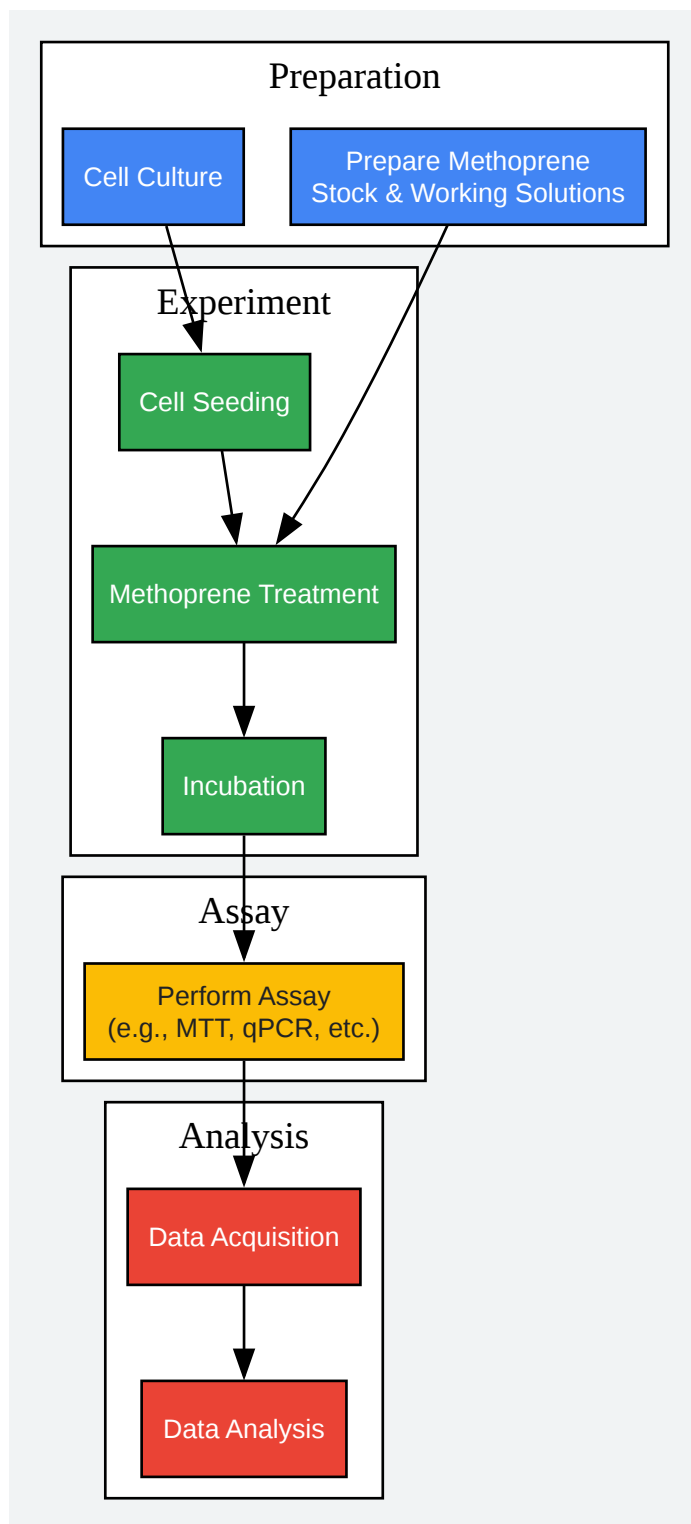 Preparation
Cell Culture
Prepare Methoprene
Stock & Working Solutions
Experiment
Cell Seeding
Methoprene Treatment
Incubation
Assay
Perform Assay
(e.g., MTT, qPCR, etc.)
Analysis
Data Acquisition
Data Analysis